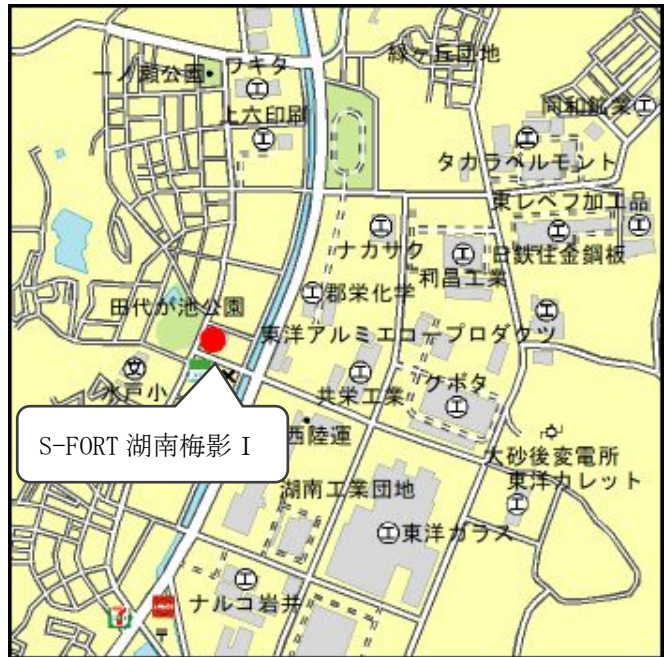 緑ヶ丘団地
一ノ瀬公園
ワキタ
上六印刷
同和鉱業
タカラベルモント
東レペフ加工品
ナカサク
日鉄住金鋼板
利昌工業
郡栄化学
田代が池公園
東洋アルミエコープロダクツ
水戸小
共栄工業
クボタ
S-FORT 湖南梅影 I
西陸運
大砂後変電所
東洋カレット
湖南工業団地
東洋ガラス
ナルコ岩井